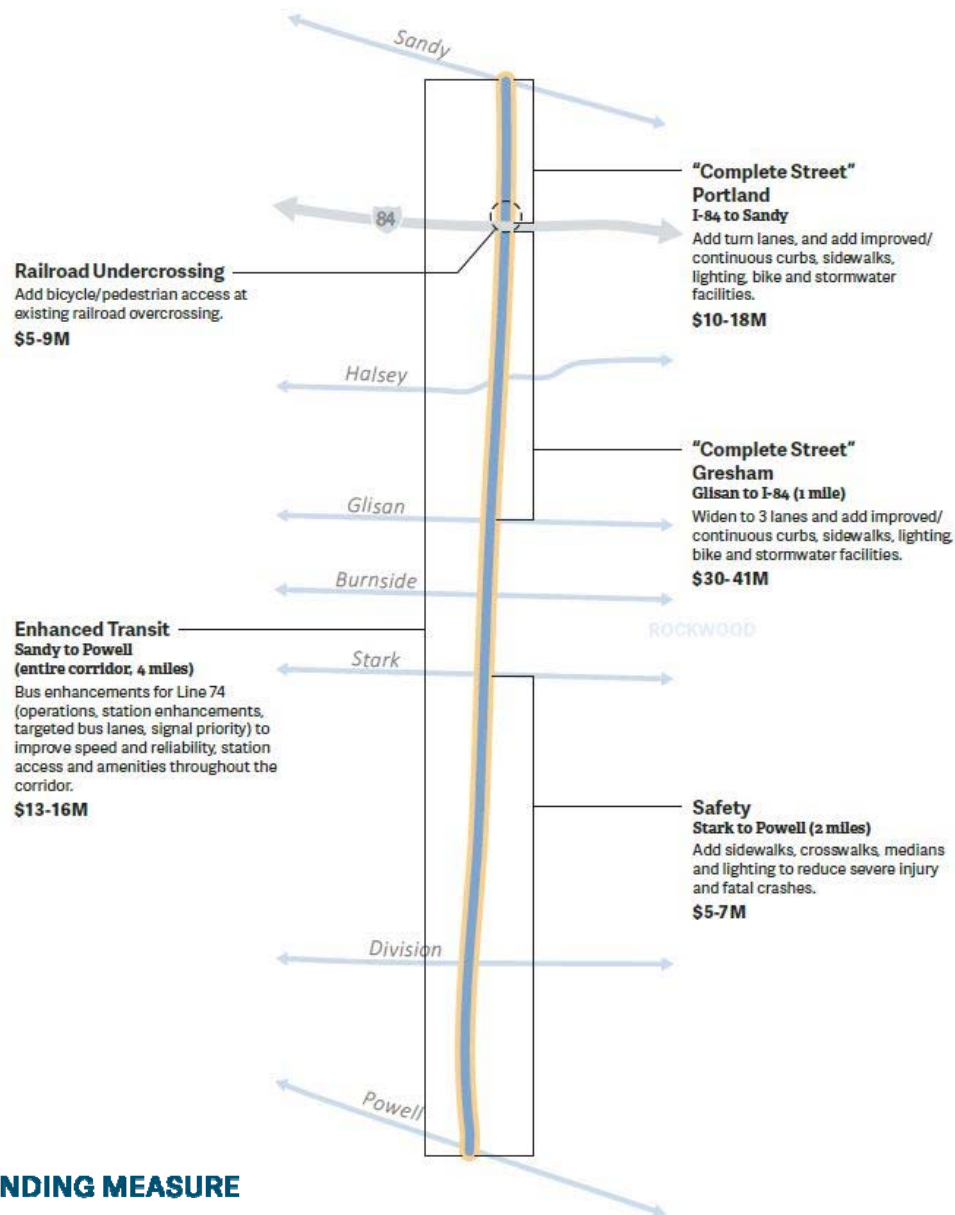 Sandy
"Complete Street"
Portland
I-84 to Sandy
Add turn lanes, and add improved/
continuous curbs, sidewalks,
lighting, bike and stormwater
facilities.
$10-18M
84
Railroad Undercrossing
Add bicycle/pedestrian access at
existing railroad overcrossing.
$5-9M
Halsey
"Complete Street"
Gresham
Glisan to I-84 (1 mile)
Widen to 3 lanes and add improved/
continuous curbs, sidewalks, lighting,
bike and stormwater facilities.
$30-41M
Glisan
Burnside
ROCKWOOD
Enhanced Transit
Sandy to Powell
(entire corridor, 4 miles)
Bus enhancements for Line 74
(operations, station enhancements,
targeted bus lanes, signal priority) to
improve speed and reliability, station
access and amenities throughout the
corridor.
$13-16M
Stark
Safety
Stark to Powell (2 miles)
Add sidewalks, crosswalks, medians
and lighting to reduce severe injury
and fatal crashes.
$5-7M
Division
Powell
NDING MEASURE